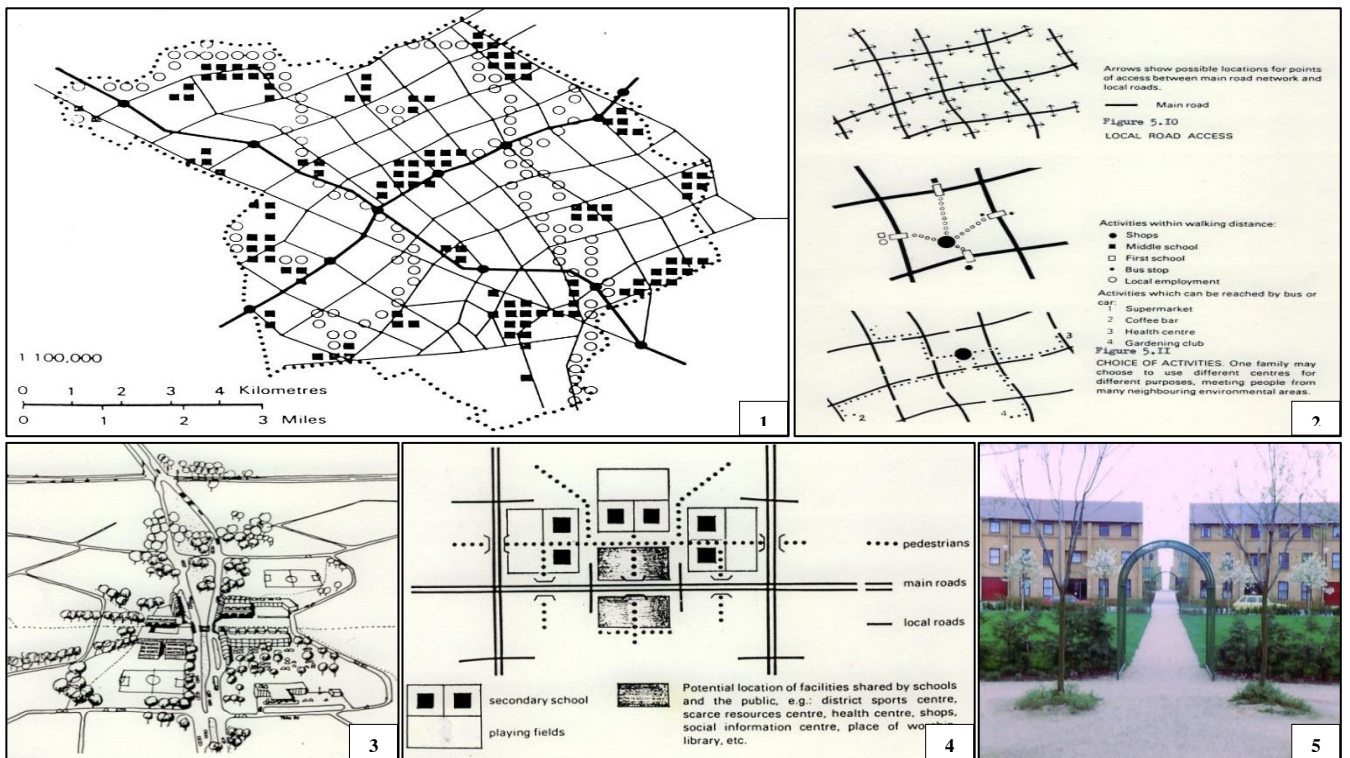 1 100,000
0 1 2 3 4 Kilometres
0 1 2 3 Miles
1
Arrows show possible locations for points
of access between main road network and
local roads.
Main road
Figure 5.10
LOCAL ROAD ACCESS
Activities within walking distance:
Shops
Middle school
First school
Bus stop
Local employment
Activities which can be reached by bus or
car:
1 Supermarket
2 Coffee bar
3 Health centre
4 Gardening club
Figure 5.11
CHOICE OF ACTIVITIES. One family may
choose to use different centres for
different purposes, meeting people from
many neighbouring environmental areas.
3
2
4
2
3
pedestrians
main roads
local roads
secondary school
playing fields
Potential location of facilities shared by schools
and the public, e.g.: district sports centre,
scarce resources centre, health centre, shops,
social information centre, place of
library, etc.
4
5